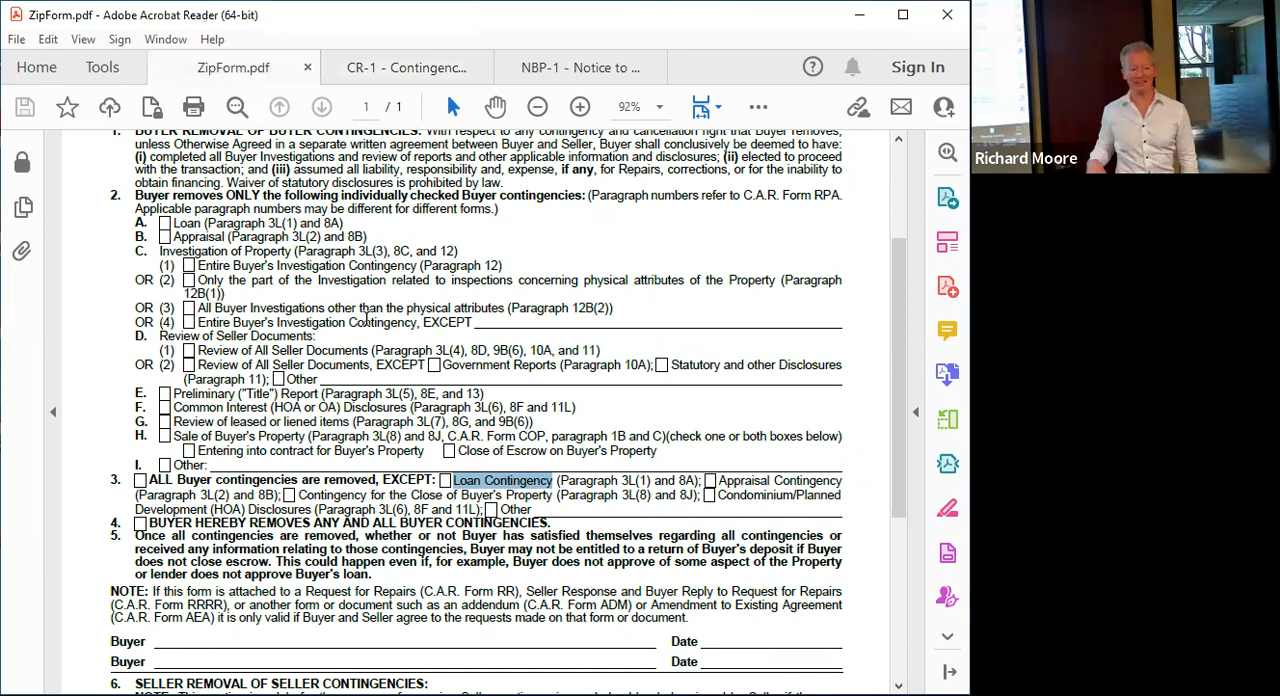 ZipForm.pdf - Adobe Acrobat Reader (64-bit)
File Edit View Sign Window Help
Home Tools ZipForm.pdf × CR-1 - Contingenc... NBP-1 - Notice to ... Sign In
1 / 1 92%
1. BUYER REMOVAL OF BUYER CONTINGENCIES: With respect to any contingency and cancellation right that Buyer removes,
unless Otherwise Agreed in a separate written agreement between Buyer and Seller, Buyer shall conclusively be deemed to have:
(i) completed all Buyer Investigations and review of reports and other applicable information and disclosures; (ii) elected to proceed
with the transaction; and (iii) assumed all liability, responsibility and, expense, if any, for Repairs, corrections, or for the inability to
obtain financing. Waiver of statutory disclosures is prohibited by law.
2. Buyer removes ONLY the following individually checked Buyer contingencies: (Paragraph numbers refer to C.A.R. Form RPA.
Applicable paragraph numbers may be different for different forms.)
A. Loan (Paragraph 3L(1) and 8A)
B. Appraisal (Paragraph 3L(2) and 8B)
C. Investigation of Property (Paragraph 3L(3), 8C, and 12)
(1) Entire Buyer's Investigation Contingency (Paragraph 12)
OR (2) Only the part of the Investigation related to inspections concerning physical attributes of the Property (Paragraph
12B(1))
OR (3) All Buyer Investigations other than the physical attributes (Paragraph 12B(2))
OR (4) Entire Buyer's Investigation Contingency, EXCEPT
D. Review of Seller Documents:
(1) Review of All Seller Documents (Paragraph 3L(4), 8D, 9B(6), 10A, and 11)
OR (2) Review of All Seller Documents, EXCEPT Government Reports (Paragraph 10A); Statutory and other Disclosures
(Paragraph 11); Other
E. Preliminary ("Title") Report (Paragraph 3L(5), 8E, and 13)
F. Common Interest (HOA or OA) Disclosures (Paragraph 3L(6), 8F and 11L)
G. Review of leased or liened items (Paragraph 3L(7), 8G, and 9B(6))
H. Sale of Buyer's Property (Paragraph 3L(8) and 8J, C.A.R. Form COP, paragraph 1B and C)(check one or both boxes below)
Entering into contract for Buyer's Property Close of Escrow on Buyer's Property
I. Other:
3. ALL Buyer contingencies are removed, EXCEPT: Loan Contingency (Paragraph 3L(1) and 8A); Appraisal Contingency
(Paragraph 3L(2) and 8B); Contingency for the Close of Buyer's Property (Paragraph 3L(8) and 8J); Condominium/Planned
Development (HOA) Disclosures (Paragraph 3L(6), 8F and 11L); Other
4. BUYER HEREBY REMOVES ANY AND ALL BUYER CONTINGENCIES.
5. Once all contingencies are removed, whether or not Buyer has satisfied themselves regarding all contingencies or
received any information relating to those contingencies, Buyer may not be entitled to a return of Buyer's deposit if Buyer
does not close escrow. This could happen even if, for example, Buyer does not approve of some aspect of the Property
or lender does not approve Buyer's loan.
NOTE: If this form is attached to a Request for Repairs (C.A.R. Form RR), Seller Response and Buyer Reply to Request for Repairs
(C.A.R. Form RRRR), or another form or document such as an addendum (C.A.R. Form ADM) or Amendment to Existing Agreement
(C.A.R. Form AEA) it is only valid if Buyer and Seller agree to the requests made on that form or document.
Buyer Date
Buyer Date
6. SELLER REMOVAL OF SELLER CONTINGENCIES:
Richard Moore